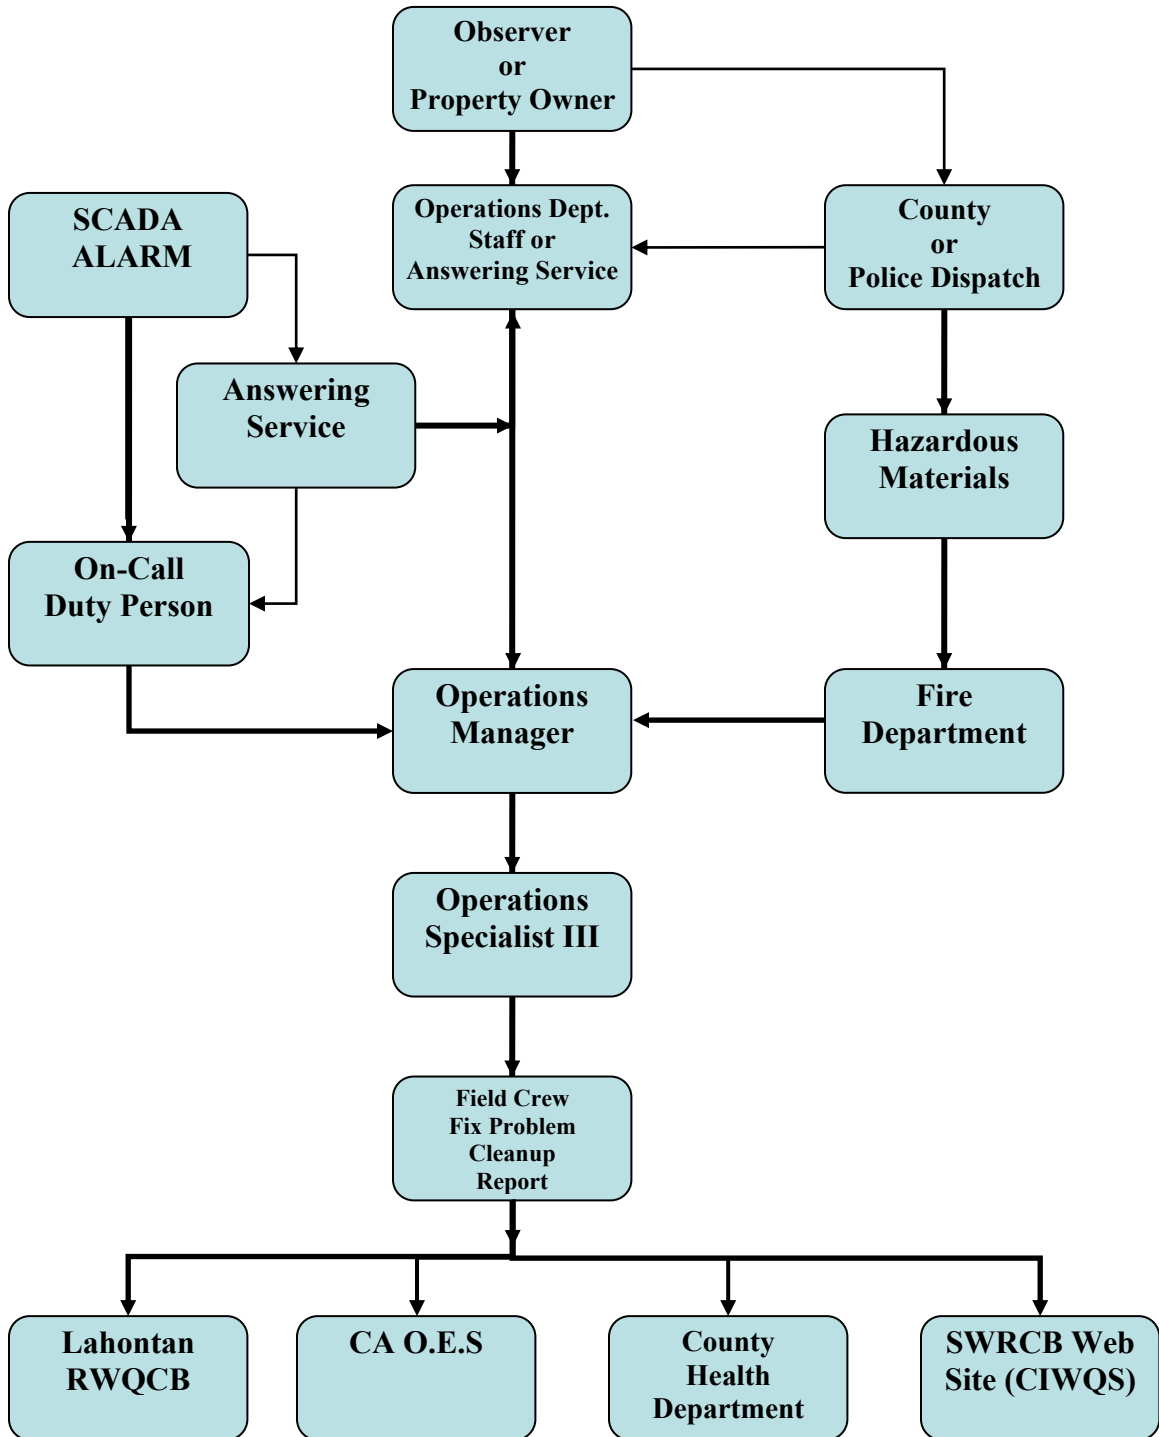 Observer
or
Property Owner
SCADA
ALARM
Operations Dept.
Staff or
Answering Service
County
or
Police Dispatch
Answering
Service
Hazardous
Materials
On-Call
Duty Person
Operations
Manager
Fire
Department
Operations
Specialist III
Field Crew
Fix Problem
Cleanup
Report
Lahontan
RWQCB
CA O.E.S
County
Health
Department
SWRCB Web
Site (CIWQS)